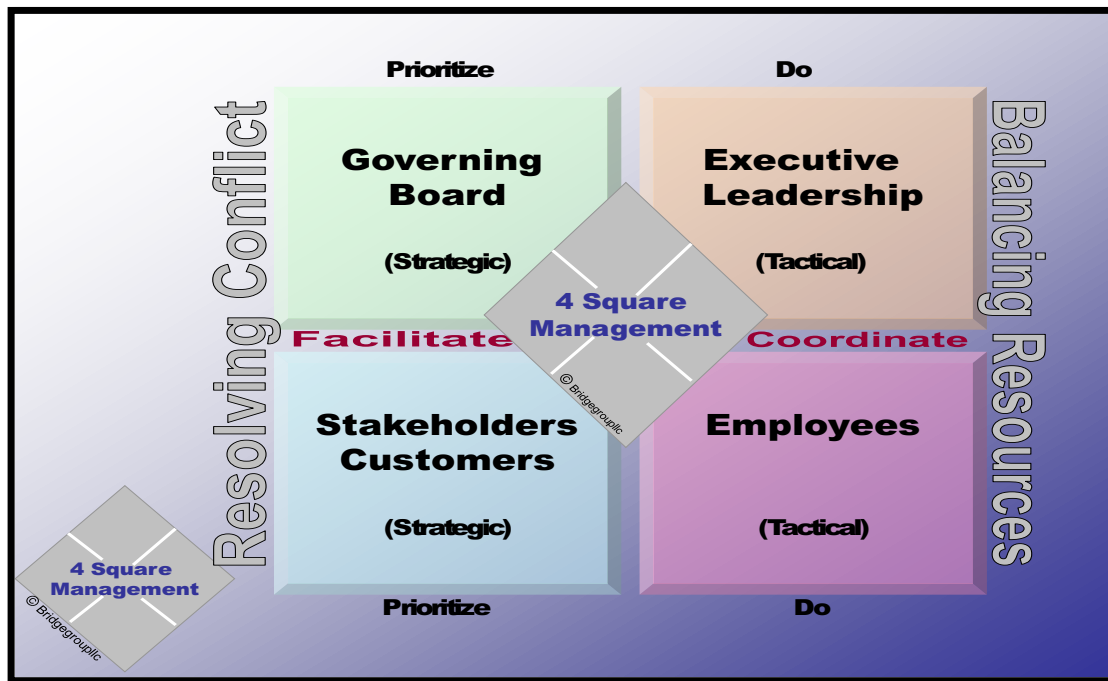 Prioritize
Do
Resolving Conflict
Governing
Board
(Strategic)
Executive
Leadership
(Tactical)
Balancing Resources
4 Square
Management
© Bridgegroupllc
Facilitate
Coordinate
Stakeholders
Customers
(Strategic)
Employees
(Tactical)
Prioritize
Do
4 Square
Management
© Bridgegroupllc